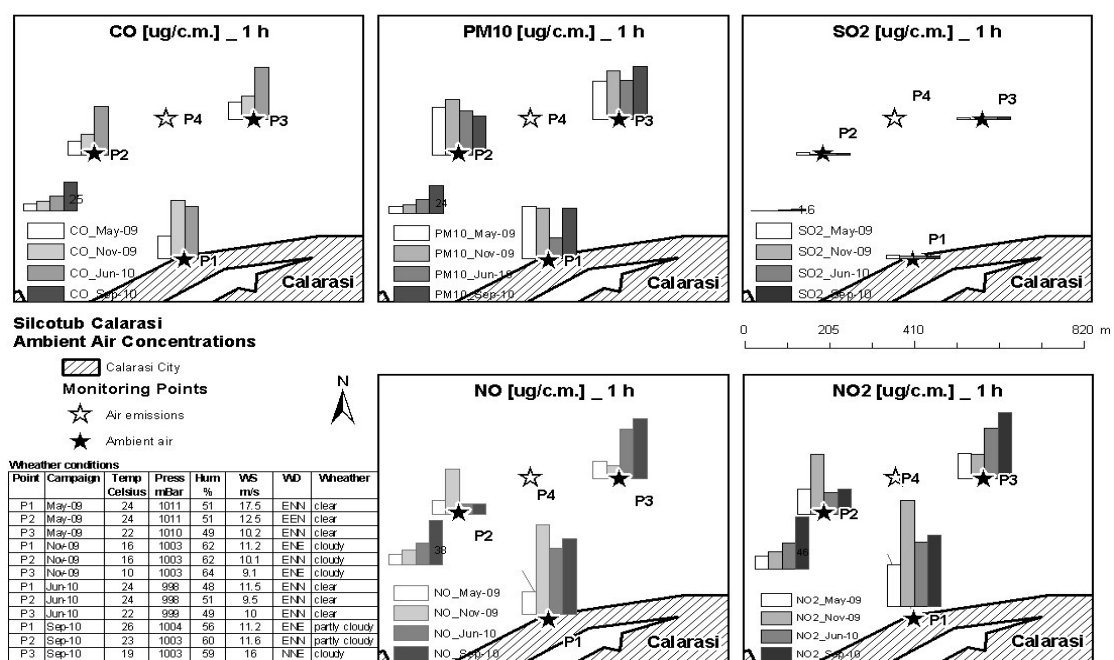 CO [ug/c.m.] _ 1 h
P4
P3
P2
25
CO_May-09
CO_Nov-09
CO_Jun-10
CO_Sep-10
P1
Calarasi
PM10 [ug/c.m.] _ 1 h
P4
P3
P2
24
PM10_May-09
PM10_Nov-09
PM10_Jun-10
PM10_Sep-10
P1
Calarasi
SO2 [ug/c.m.] _ 1 h
P4
P3
P2
1.6
SO2_May-09
SO2_Nov-09
SO2_Jun-10
SO2_Sep-10
P1
Calarasi
Silcotub Calarasi
Ambient Air Concentrations
Calarasi City
Monitoring Points
Air emissions
Ambient air
N
0 205 410 820 m
Wheather conditions
Point Campaign Temp Celsius Press mBar Hum % WS m/s WD Wheather
P1 May-09 24 1011 51 17.5 ENN clear
P2 May-09 24 1011 51 12.5 EEN clear
P3 May-09 22 1010 49 10.2 ENN clear
P1 Nov-09 16 1003 62 11.2 ENE cloudy
P2 Nov-09 16 1003 62 10.1 ENN cloudy
P3 Nov-09 10 1003 64 9.1 ENE cloudy
P1 Jun-10 24 998 48 11.5 ENN clear
P2 Jun-10 24 998 51 9.5 ENN clear
P3 Jun-10 22 999 49 10 ENN clear
P1 Sep-10 26 1004 56 11.2 ENE partly cloudy
P2 Sep-10 23 1003 60 11.6 ENN partly cloudy
P3 Sep-10 19 1003 59 16 NNE cloudy
NO [ug/c.m.] _ 1 h
P4
P3
P2
38
NO_May-09
NO_Nov-09
NO_Jun-10
NO_Sep-10
P1
Calarasi
NO2 [ug/c.m.] _ 1 h
P4
P3
P2
46
NO2_May-09
NO2_Nov-09
NO2_Jun-10
NO2_Sep-10
P1
Calarasi